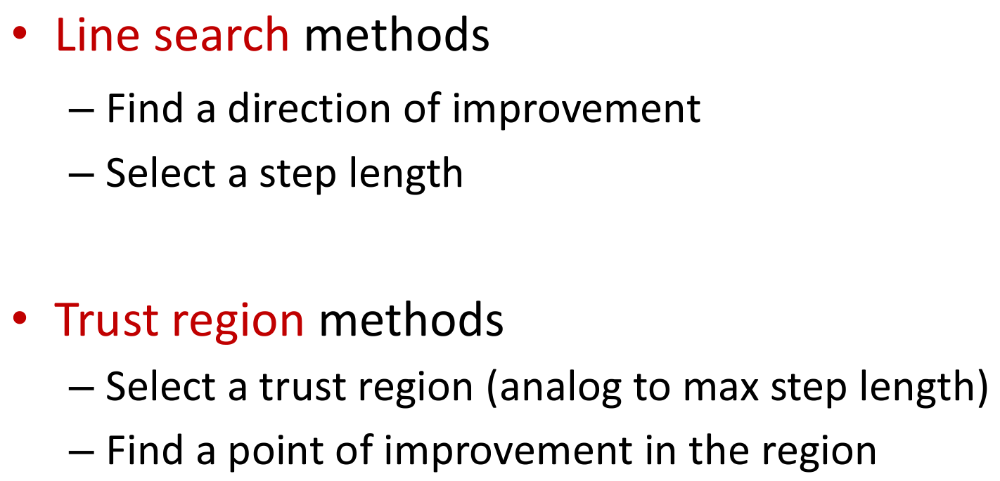 • Line search methods
– Find a direction of improvement
– Select a step length
• Trust region methods
– Select a trust region (analog to max step length)
– Find a point of improvement in the region